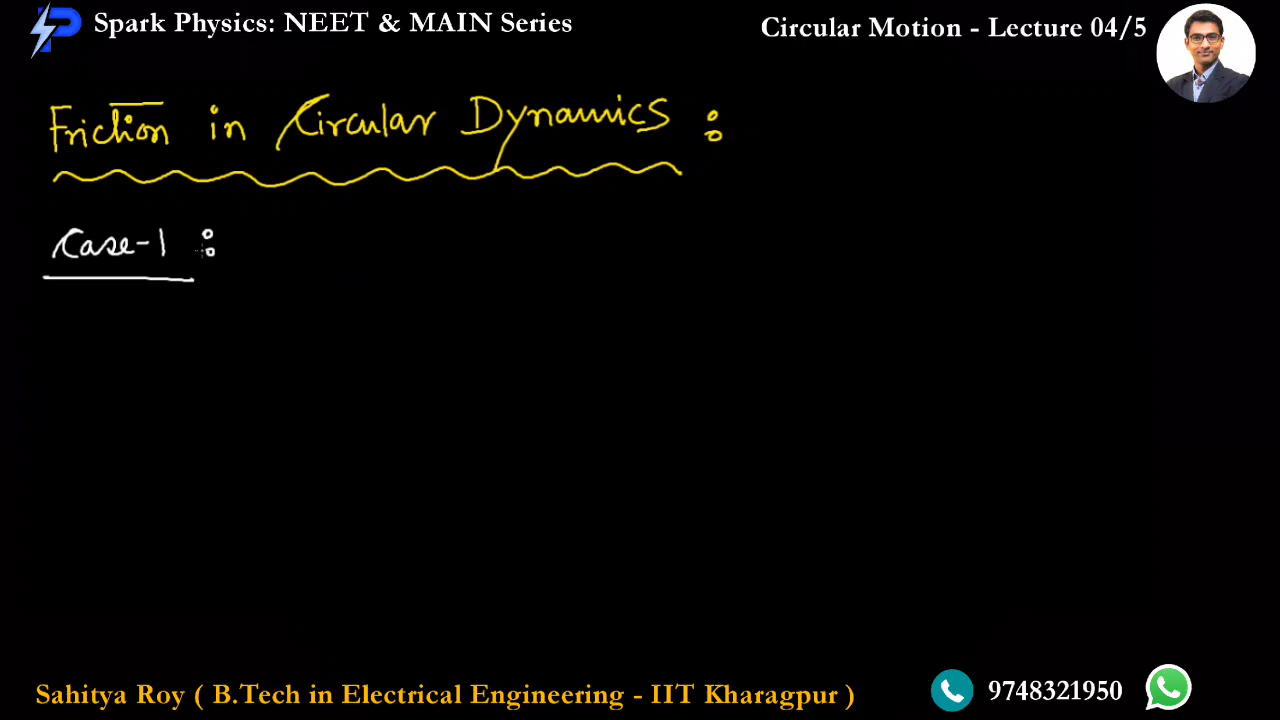 Spark Physics: NEET & MAIN Series
Circular Motion - Lecture 04/5
Friction in Circular Dynamics :
Case-1 :
Sahitya Roy ( B.Tech in Electrical Engineering - IIT Kharagpur )
9748321950